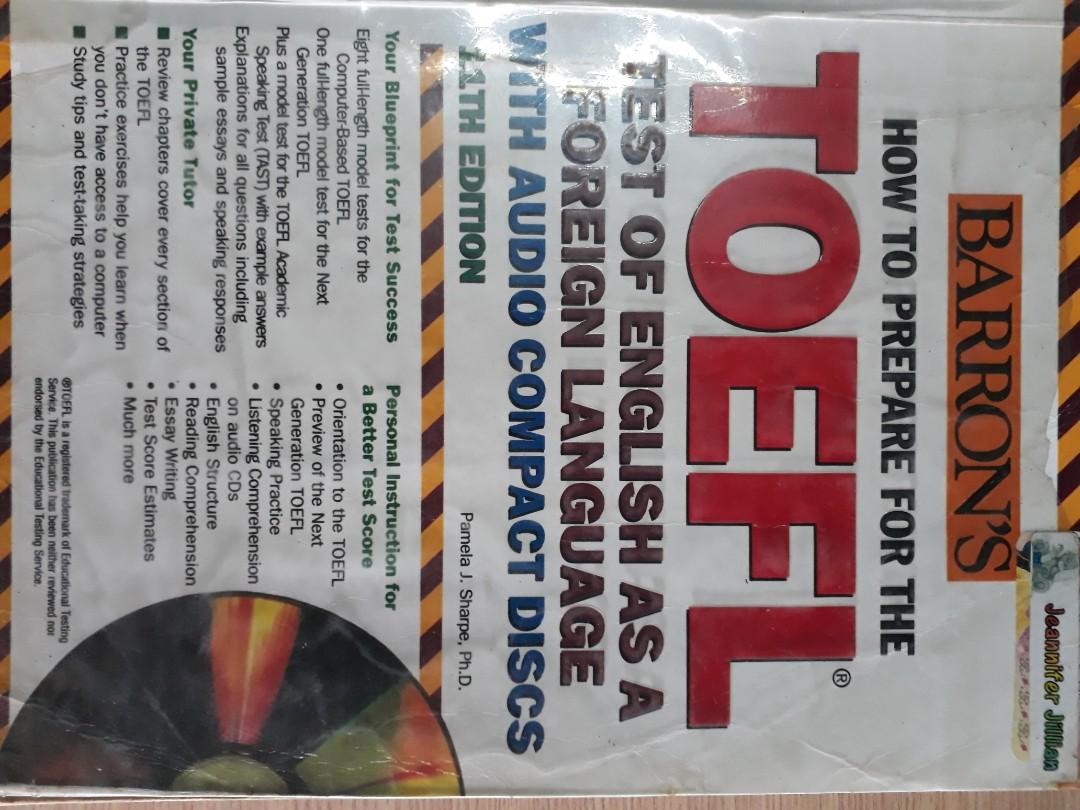 Jeannifer Jillian
BARRON'S
HOW TO PREPARE FOR THE
TOEFL®
TEST OF ENGLISH AS A
FOREIGN LANGUAGE
WITH AUDIO COMPACT DISCS
11TH EDITION
Pamela J. Sharpe, Ph.D.
Your Blueprint for Test Success
Eight full-length model tests for the
Computer-Based TOEFL
One full-length model test for the Next
Generation TOEFL
Plus a model test for the TOEFL Academic
Speaking Test (TAST) with example answers
Explanations for all questions including
sample essays and speaking responses
Your Private Tutor
■ Review chapters cover every section of
the TOEFL
■ Practice exercises help you learn when
you don't have access to a computer
■ Study tips and test-taking strategies
Personal Instruction for
a Better Test Score
• Orientation to the TOEFL
• Preview of the Next
Generation TOEFL
• Speaking Practice
• Listening Comprehension
on audio CDs
• English Structure
• Reading Comprehension
• Essay Writing
• Test Score Estimates
• Much more
®TOEFL is a registered trademark of Educational Testing
Service. This publication has been neither reviewed nor
endorsed by the Educational Testing Service.